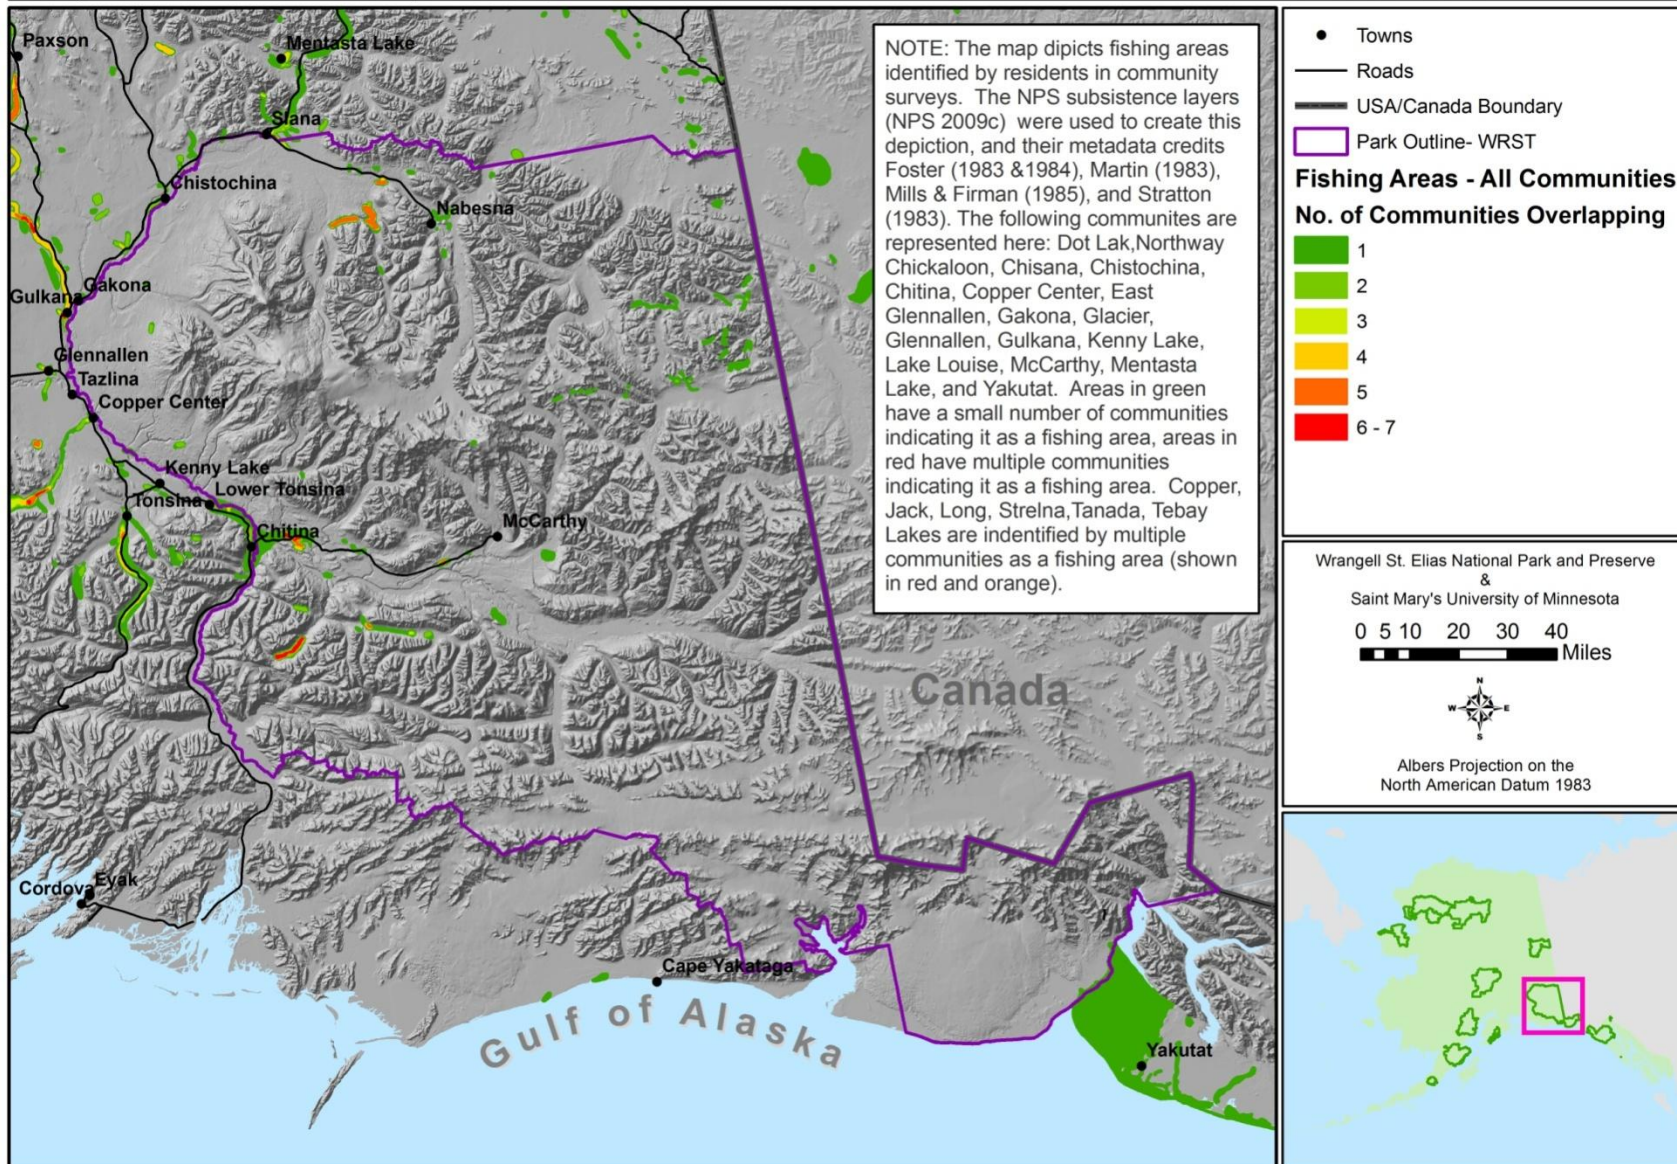 Paxson
Mentasta Lake
Slana
Chistochina
Nabesna
Gakona
Gulkana
Glennallen
Tazlina
Copper Center
Kenny Lake
Lower Tonsina
Tonsina
Chitina
McCarthy
Canada
Cordova
Eyak
Cape Yakataga
Gulf of Alaska
Yakutat
NOTE: The map dipicts fishing areas
identified by residents in community
surveys. The NPS subsistence layers
(NPS 2009c) were used to create this
depiction, and their metadata credits
Foster (1983 &1984), Martin (1983),
Mills & Firman (1985), and Stratton
(1983). The following communites are
represented here: Dot Lak,Northway
Chickaloon, Chisana, Chistochina,
Chitina, Copper Center, East
Glennallen, Gakona, Glacier,
Glennallen, Gulkana, Kenny Lake,
Lake Louise, McCarthy, Mentasta
Lake, and Yakutat. Areas in green
have a small number of communities
indicating it as a fishing area, areas in
red have multiple communities
indicating it as a fishing area. Copper,
Jack, Long, Strelna,Tanada, Tebay
Lakes are indentified by multiple
communities as a fishing area (shown
in red and orange).
Towns
Roads
USA/Canada Boundary
Park Outline- WRST
Fishing Areas - All Communities
No. of Communities Overlapping
1
2
3
4
5
6 - 7
Wrangell St. Elias National Park and Preserve
&
Saint Mary's University of Minnesota
0 5 10 20 30 40
Miles
N
W E
S
Albers Projection on the
North American Datum 1983